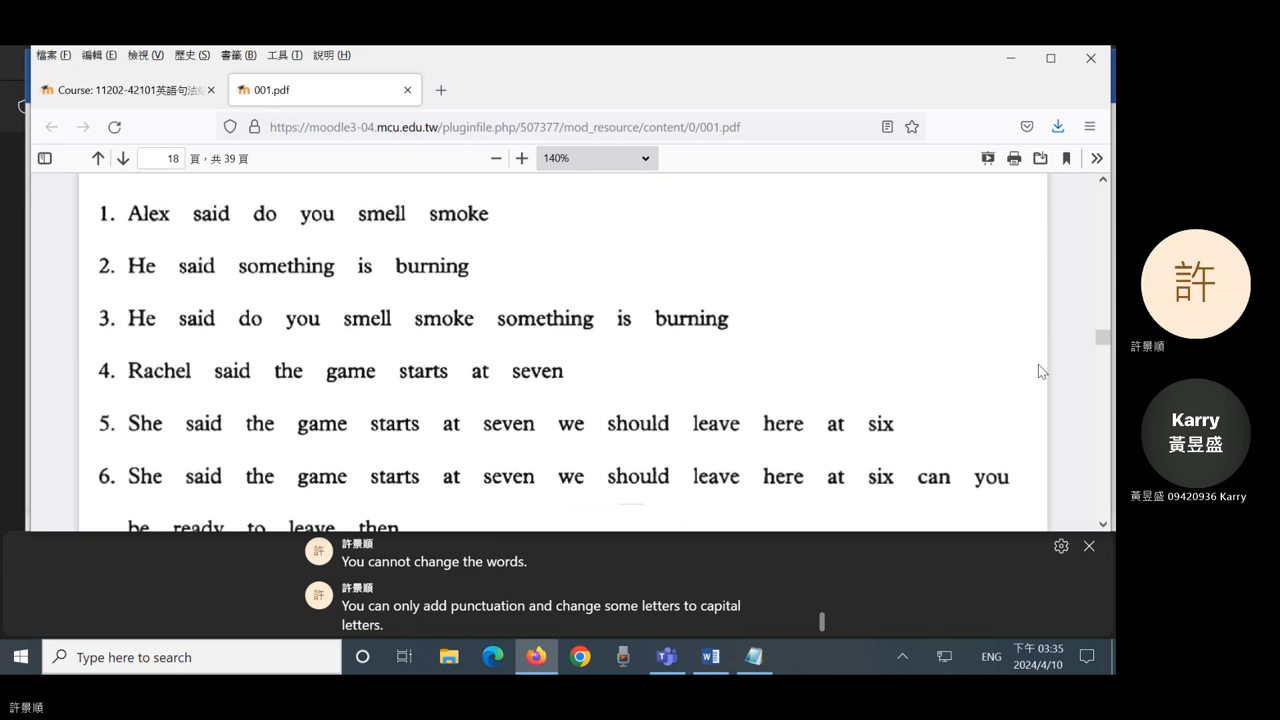 檔案 (F) 編輯 (E) 檢視 (V) 歷史 (S) 書籤 (B) 工具 (T) 說明 (H)
Course: 11202-42101英語句法 001.pdf
https://moodle3-04.mcu.edu.tw/pluginfile.php/507377/mod_resource/content/0/001.pdf
18 頁，共 39 頁 140%
1. Alex said do you smell smoke
2. He said something is burning
3. He said do you smell smoke something is burning
4. Rachel said the game starts at seven
5. She said the game starts at seven we should leave here at six
6. She said the game starts at seven we should leave here at six can you
be ready to leave then
許
許景順
Karry
黃昱盛
黃昱盛 09420936 Karry
許 許景順
You cannot change the words.
許 許景順
You can only add punctuation and change some letters to capital
letters.
Type here to search
ENG
下午 03:35
2024/4/10
許景順